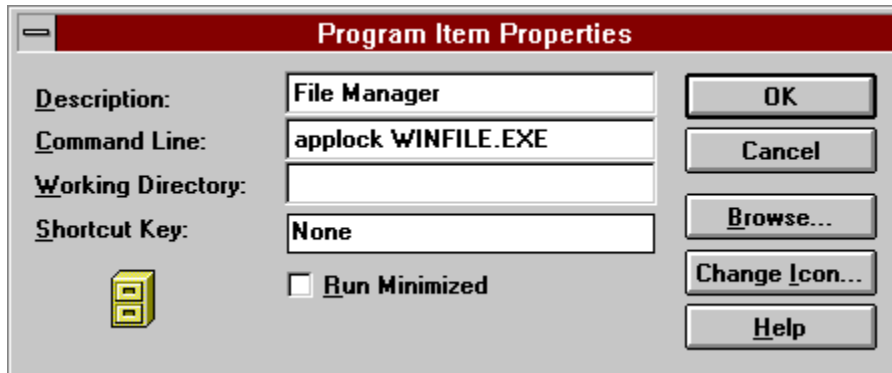 Program Item Properties
Description: File Manager
Command Line: applock WINFILE.EXE
Working Directory:
Shortcut Key: None
Run Minimized
OK
Cancel
Browse...
Change Icon...
Help